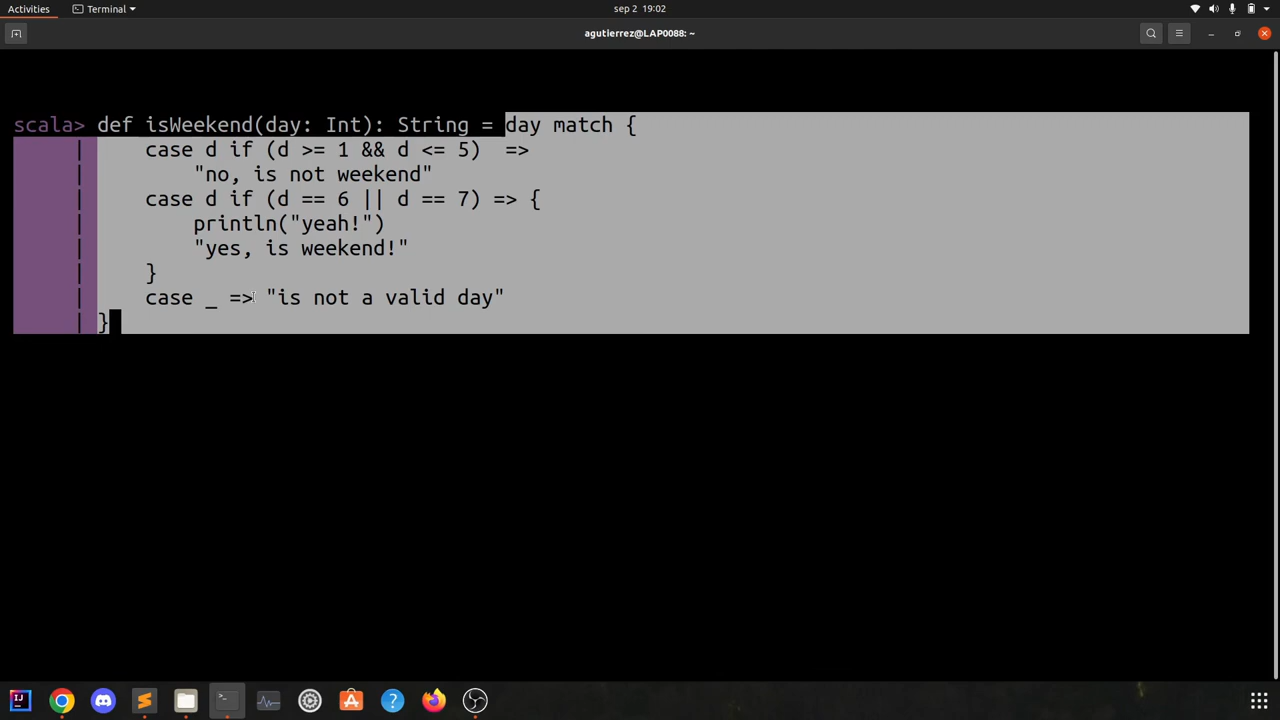 Activities
Terminal
sep 2 19:02
agutierrez@LAP0088: ~
scala> def isWeekend(day: Int): String = day match {
| case d if (d >= 1 && d <= 5)  =>
| "no, is not weekend"
| case d if (d == 6 || d == 7) => {
| println("yeah!")
| "yes, is weekend!"
| }
| case _ => "is not a valid day"
| }